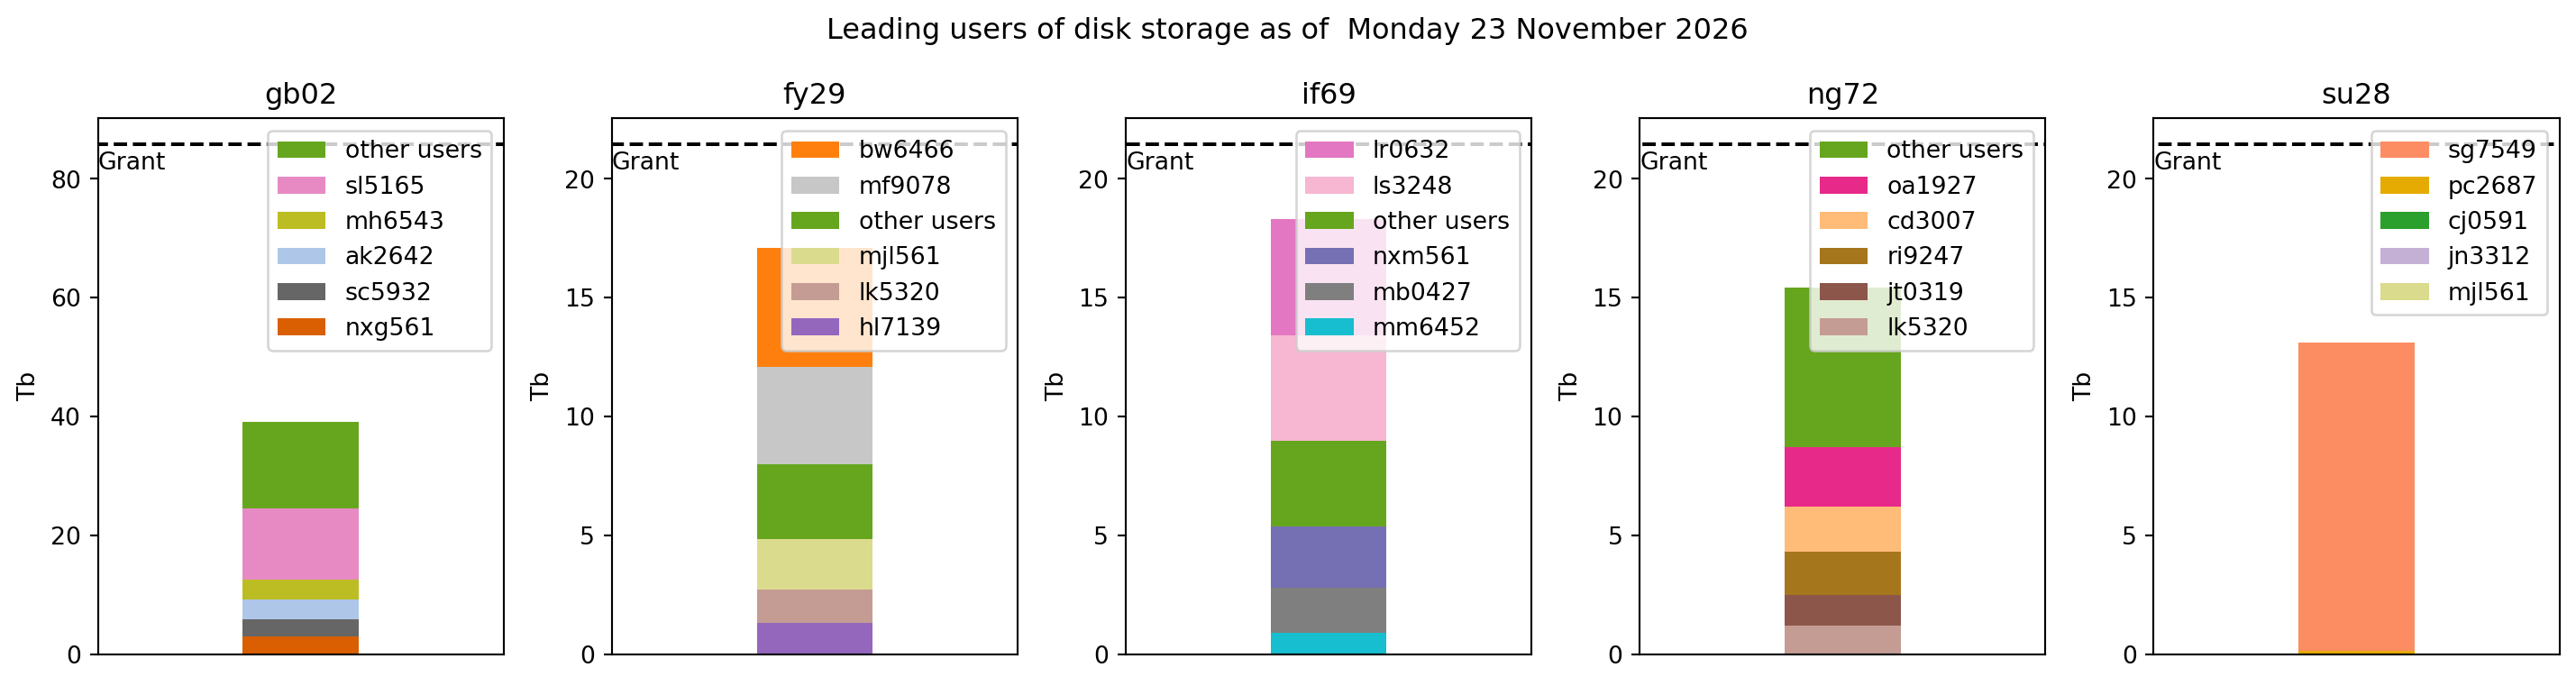 Leading users of disk storage as of  Monday 23 November 2026
gb02
Grant
other users
sl5165
mh6543
ak2642
sc5932
nxg561
80
60
40
20
0
Tb
fy29
Grant
bw6466
mf9078
other users
mjl561
lk5320
hl7139
20
15
10
5
0
Tb
if69
Grant
lr0632
ls3248
other users
nxm561
mb0427
mm6452
20
15
10
5
0
Tb
ng72
Grant
other users
oa1927
cd3007
ri9247
jt0319
lk5320
20
15
10
5
0
Tb
su28
Grant
sg7549
pc2687
cj0591
jn3312
mjl561
20
15
10
5
0
Tb